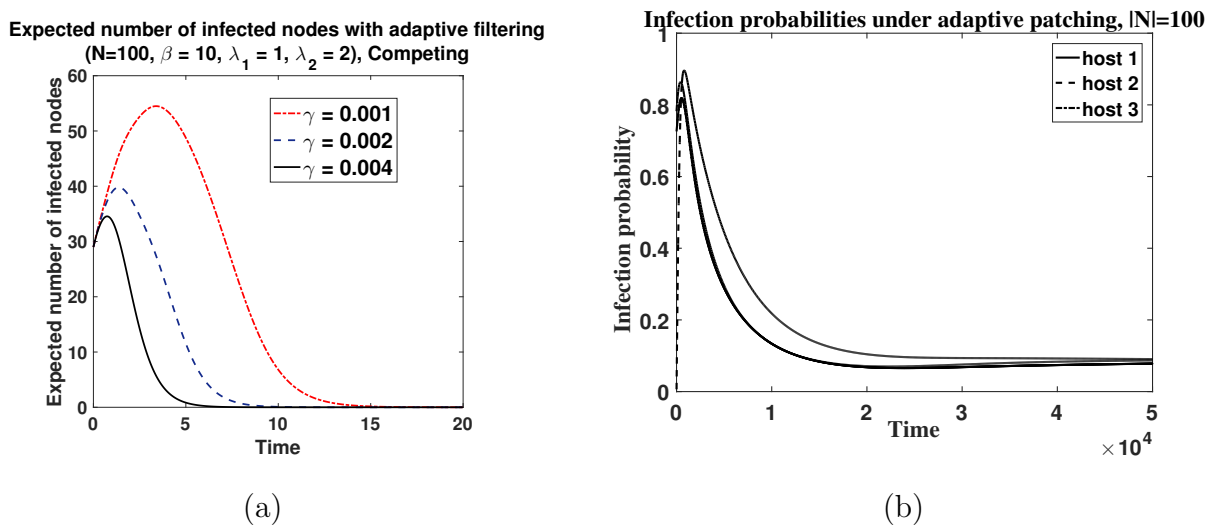 Expected number of infected nodes with adaptive filtering
(N=100, β = 10, λ_1 = 1, λ_2 = 2), Competing
Expected number of infected nodes
60
50
40
30
20
10
0
γ = 0.001
γ = 0.002
γ = 0.004
0 5 10 15 20
Time
(a)
Infection probabilities under adaptive patching, |N|=100
Infection probability
1
0.8
0.6
0.4
0.2
0
host 1
host 2
host 3
0 1 2 3 4 5
Time
× 10^4
(b)